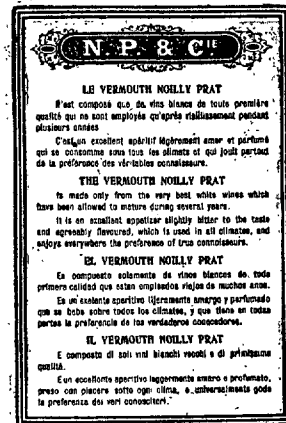 N. P. & CIE
LE VERMOUTH NOILLY PRAT
N'est composé que de vins blancs de toute première
qualité qui ne sont employés qu'après vieillissement pendant
plusieurs années
C'est un excellent apéritif légèrement amer et parfumé
qui se consomme sous tous les climats et qui jouit partout
de la préférence des véritables connaisseurs.
THE VERMOUTH NOILLY PRAT
Is made only from the very best white wines which
have been allowed to mature during several years.
It is an excellent appetizer slightly bitter to the taste
and agreeably flavoured, which is used in all climates, and
enjoys everywhere the preference of true connoisseurs.
EL VERMOUTH NOILLY PRAT
Es compuesto solamente de vinos blancos de toda
primera calidad que estan empleados viejos de muchos anos.
Es un exelente aperitivo ligeramente amargo y perfumado
que se bebe sobre todos los climates, y que tiene en todas
partes la preferencia de los verdaderos conocedores.
IL VERMOUTH NOILLY PRAT
E composto di soli vini bianchi vecchi e di primissima
qualità.
E un eccellente aperitivo leggermente amaro e profumato,
preso con piacere sotto ogni clima, e universalmente gode
la preferenza dei veri conoscitori.